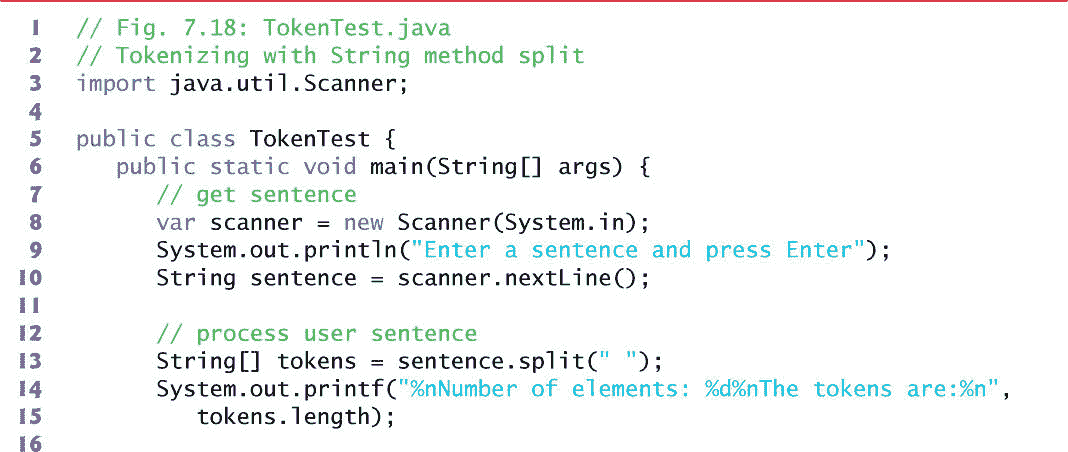 1 // Fig. 7.18: TokenTest.java
2 // Tokenizing with String method split
3 import java.util.Scanner;
4
5 public class TokenTest {
6    public static void main(String[] args) {
7       // get sentence
8       var scanner = new Scanner(System.in);
9       System.out.println("Enter a sentence and press Enter");
10       String sentence = scanner.nextLine();
11
12       // process user sentence
13       String[] tokens = sentence.split(" ");
14       System.out.printf("%nNumber of elements: %d%nThe tokens are:%n",
15          tokens.length);
16